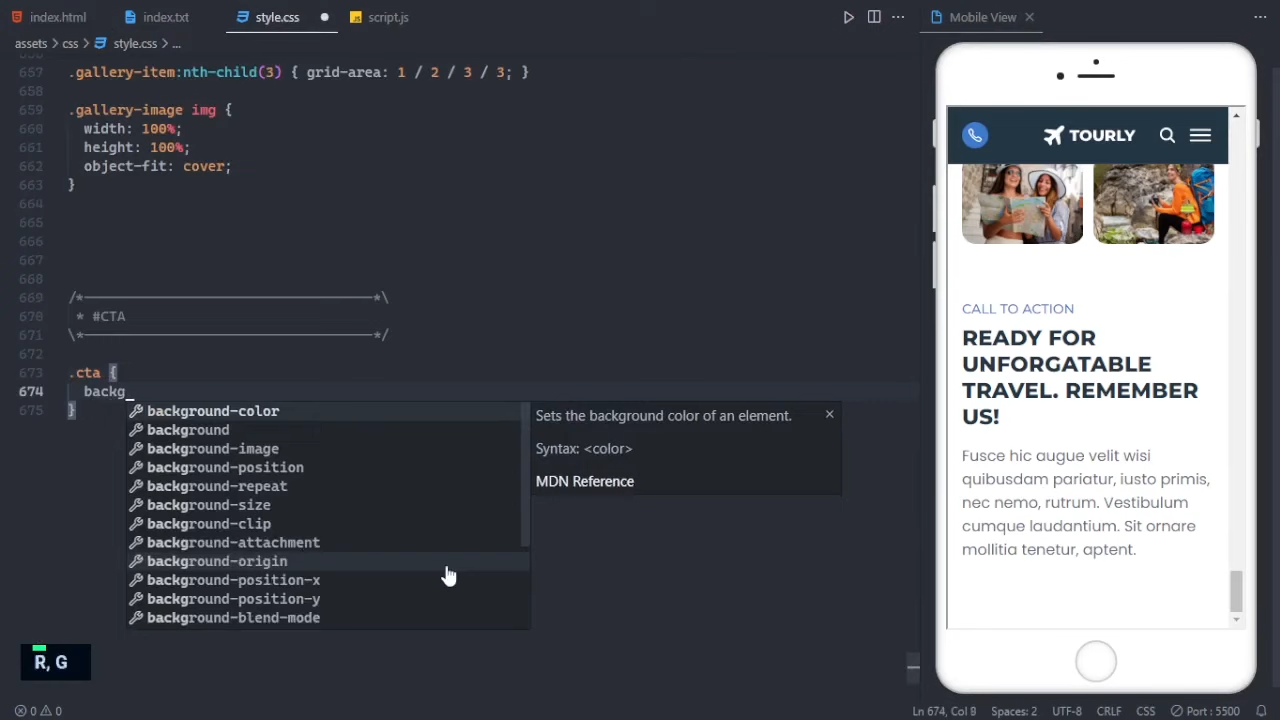 index.html
index.txt
style.css
script.js
Mobile View
assets > css > style.css > ...
657 .gallery-item:nth-child(3) { grid-area: 1 / 2 / 3 / 3; }
658
659 .gallery-image img {
660 width: 100%;
661 height: 100%;
662 object-fit: cover;
663 }
664
665
666
667
668
669 /*—————————————————*\
670 * #CTA
671 \*—————————————————*/
672
673 .cta {
674 backg
675 }
background-color
background
background-image
background-position
background-repeat
background-size
background-clip
background-attachment
background-origin
background-position-x
background-position-y
background-blend-mode
Sets the background color of an element.
Syntax: <color>
MDN Reference
TOURLY
CALL TO ACTION
READY FOR
UNFORGATABLE
TRAVEL. REMEMBER
US!
Fusce hic augue velit wisi
quibusdam pariatur, iusto primis,
nec nemo, rutrum. Vestibulum
cumque laudantium. Sit ornare
mollitia tenetur, aptent.
R, G
0 0
Ln 674, Col 8 Spaces: 2 UTF-8 CRLF CSS Port : 5500